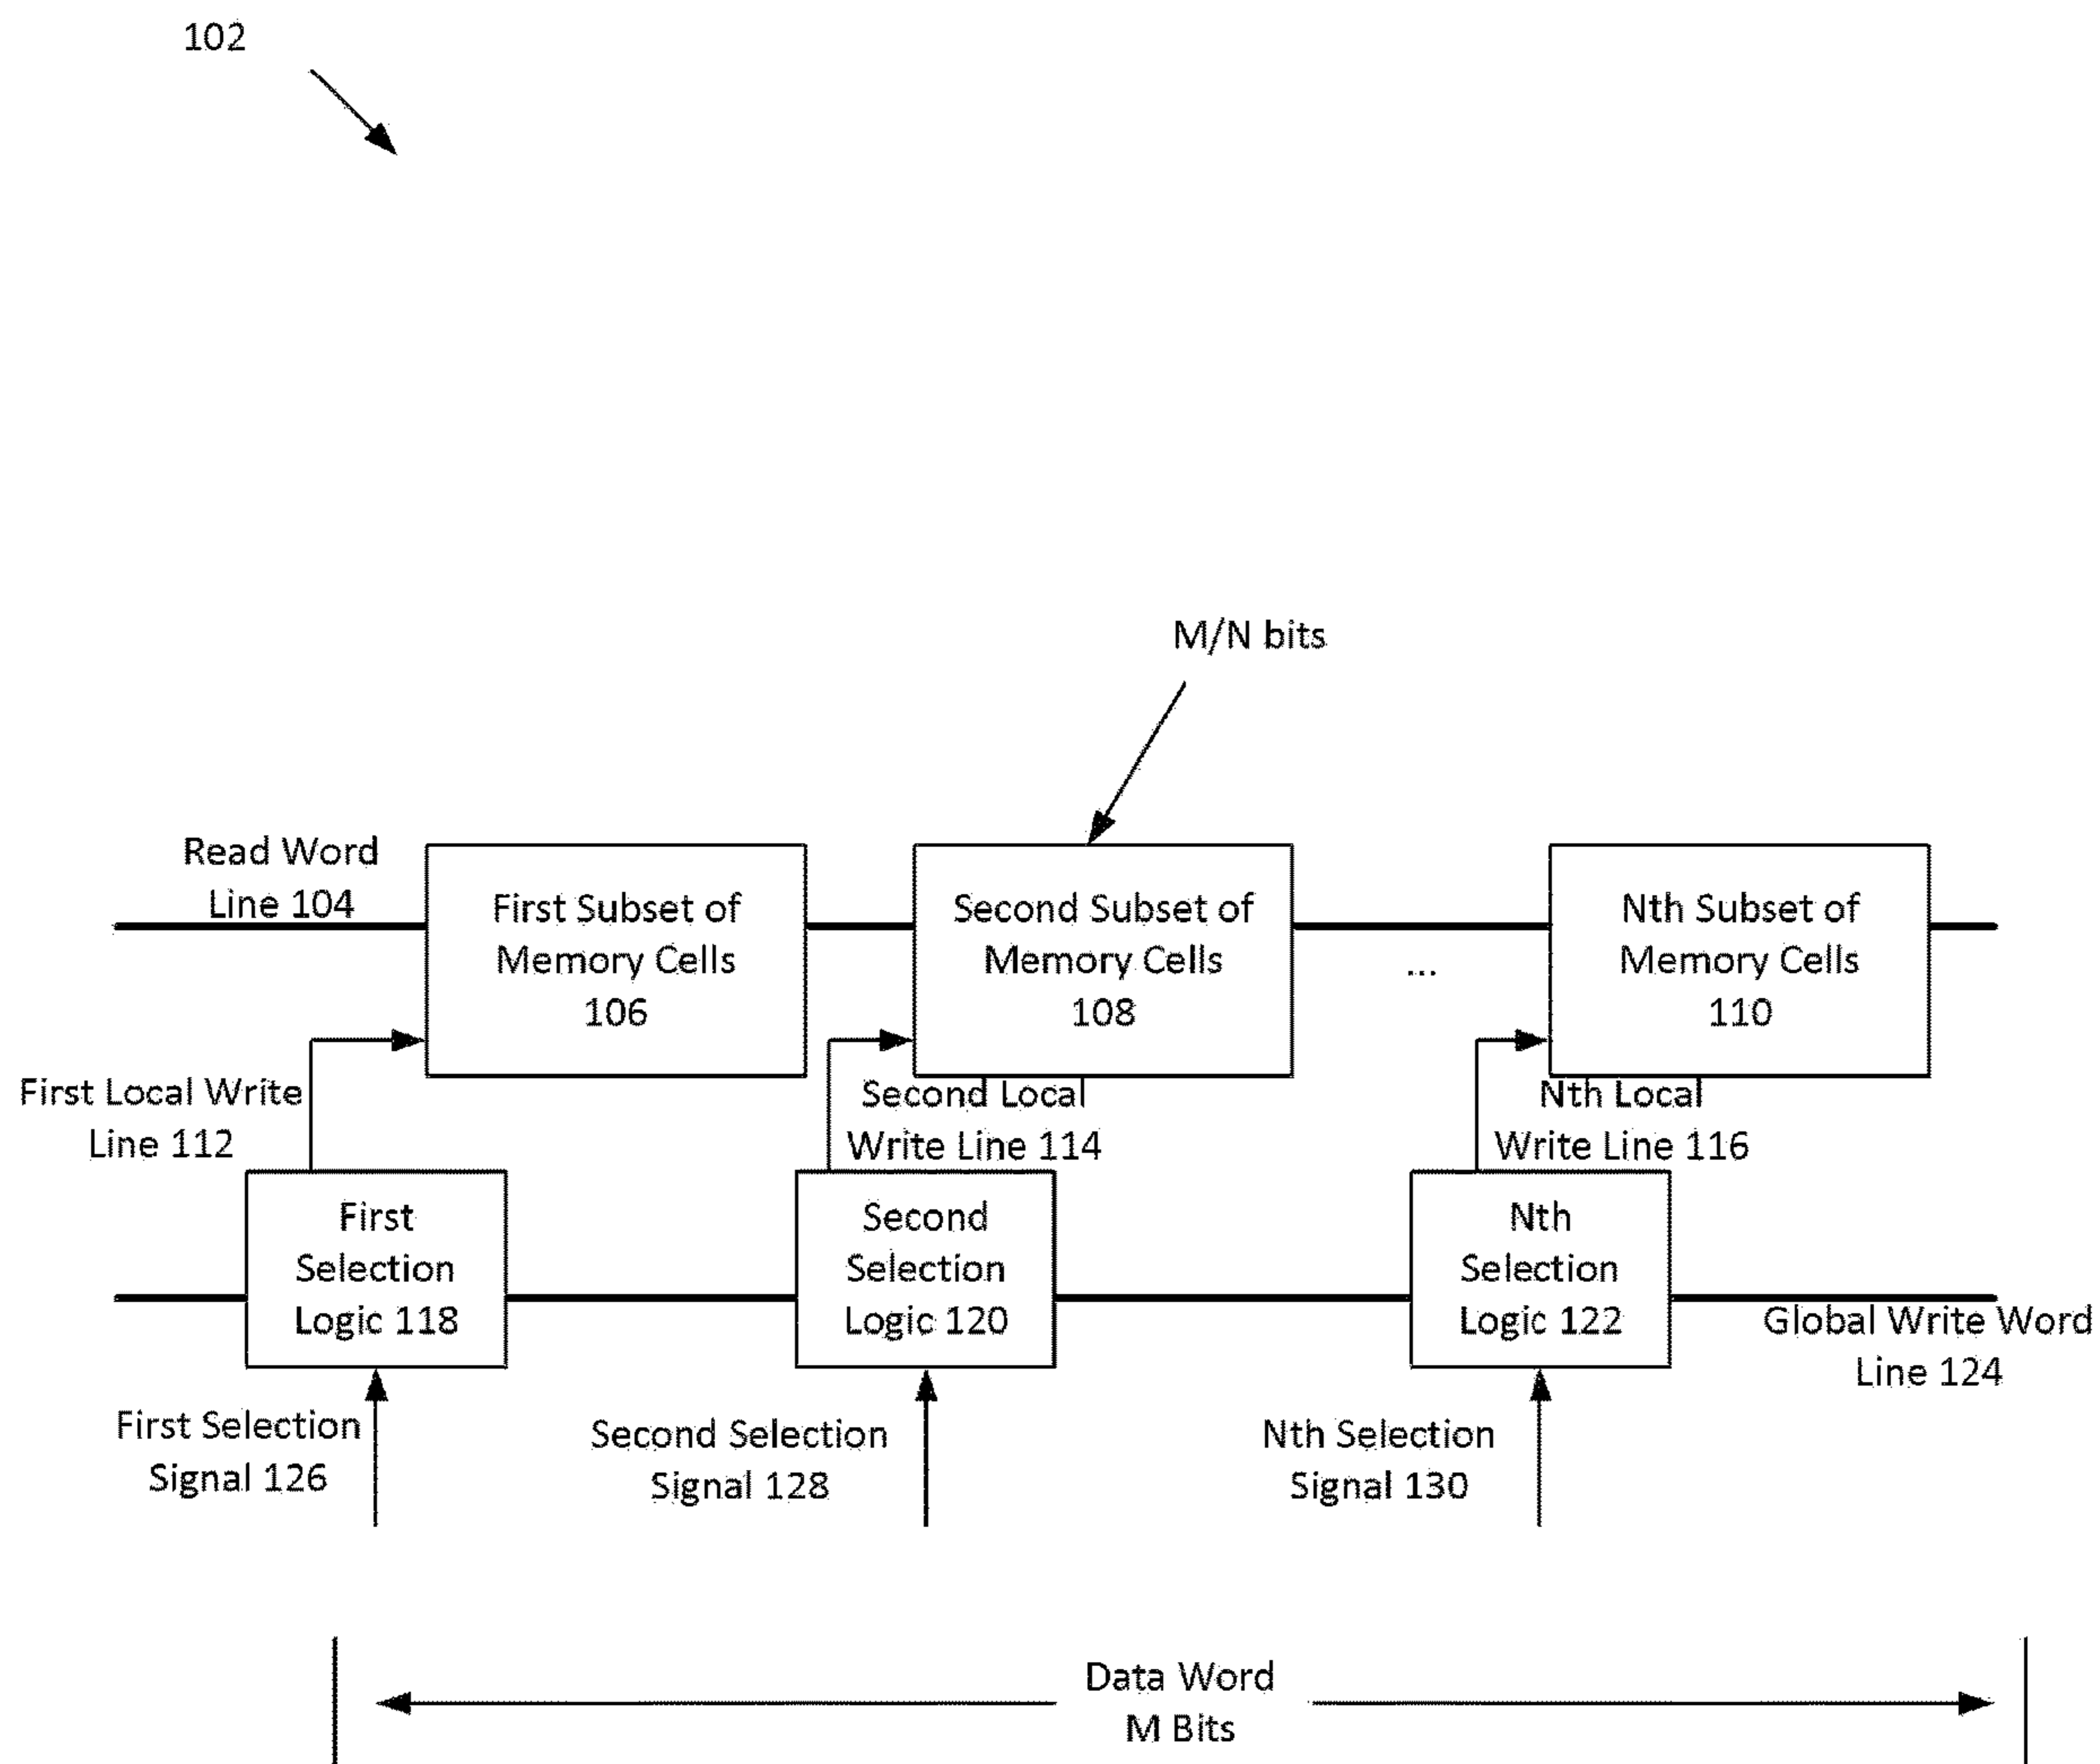 102
M/N bits
Read Word
Line 104
First Subset of
Memory Cells
106
Second Subset of
Memory Cells
108
...
Nth Subset of
Memory Cells
110
First Local Write
Line 112
Second Local
Write Line 114
Nth Local
Write Line 116
First
Selection
Logic 118
Second
Selection
Logic 120
Nth
Selection
Logic 122
Global Write Word
Line 124
First Selection
Signal 126
Second Selection
Signal 128
Nth Selection
Signal 130
Data Word
M Bits